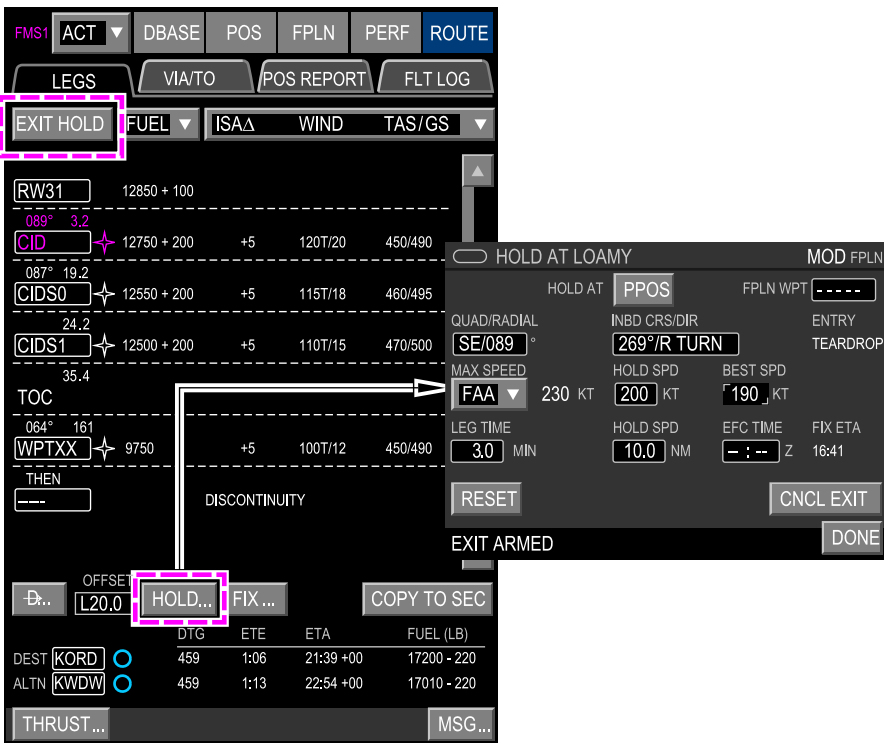 FMS1 ACT DBASE POS FPLN PERF ROUTE
LEGS VIA/TO POS REPORT FLT LOG
EXIT HOLD FUEL ISAΔ WIND TAS/GS
RW31 12850 + 100
089° 3.2
CID 12750 + 200 +5 120T/20 450/490
087° 19.2
CIDS0 12550 + 200 +5 115T/18 460/495
24.2
CIDS1 12500 + 200 +5 110T/15 470/500
35.4
TOC
064° 161
WPTXX 9750 +5 100T/12 450/490
THEN
---- DISCONTINUITY
OFFSET
D... L20.0 HOLD... FIX ... COPY TO SEC
DTG ETE ETA FUEL (LB)
DEST KORD 459 1:06 21:39 +00 17200 - 220
ALTN KWDW 459 1:13 22:54 +00 17010 - 220
THRUST... MSG...
HOLD AT LOAMY MOD FPLN
HOLD AT PPOS FPLN WPT -----
QUAD/RADIAL INBD CRS/DIR ENTRY
SE/089 ° 269°/R TURN TEARDROP
MAX SPEED HOLD SPD BEST SPD
FAA 230 KT 200 KT 190 KT
LEG TIME HOLD SPD EFC TIME FIX ETA
3.0 MIN 10.0 NM - : -- Z 16:41
RESET CNCL EXIT
EXIT ARMED DONE